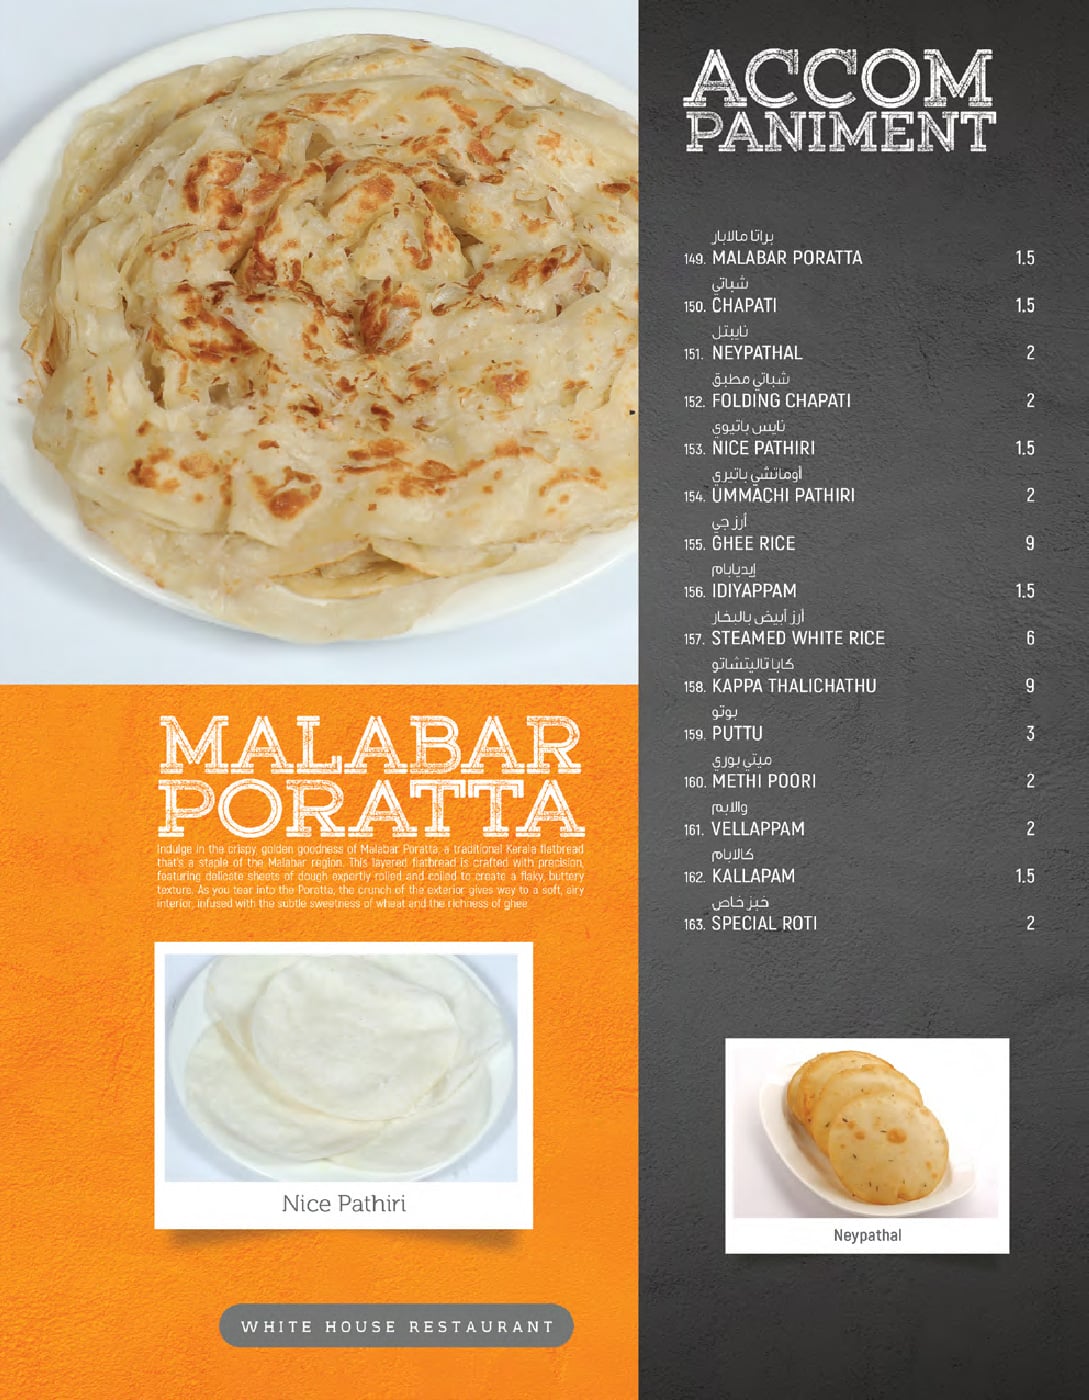 MALABAR
PORATTA
Indulge in the crispy, golden goodness of Malabar Poratta, a traditional Kerala flatbread
that's a staple of the Malabar region. This layered flatbread is crafted with precision,
featuring delicate sheets of dough expertly rolled and coiled to create a flaky, buttery
texture. As you tear into the Poratta, the crunch of the exterior gives way to a soft, airy
interior, infused with the subtle sweetness of wheat and the richness of ghee.
Nice Pathiri
WHITE HOUSE RESTAURANT
ACCOM
PANIMENT
براتا مالابار
149. MALABAR PORATTA 1.5
شباتي
150. CHAPATI 1.5
نايبتل
151. NEYPATHAL 2
شباتي مطبق
152. FOLDING CHAPATI 2
نايس باتيوي
153. NICE PATHIRI 1.5
أوماتشي باتيري
154. UMMACHI PATHIRI 2
أرز جي
155. GHEE RICE 9
إيديابام
156. IDIYAPPAM 1.5
أرز أبيض بالبخار
157. STEAMED WHITE RICE 6
كابا تاليتشاتو
158. KAPPA THALICHATHU 9
بوتو
159. PUTTU 3
ميتي بوري
160. METHI POORI 2
والابم
161. VELLAPPAM 2
كالابام
162. KALLAPAM 1.5
خبز خاص
163. SPECIAL ROTI 2
Neypathal